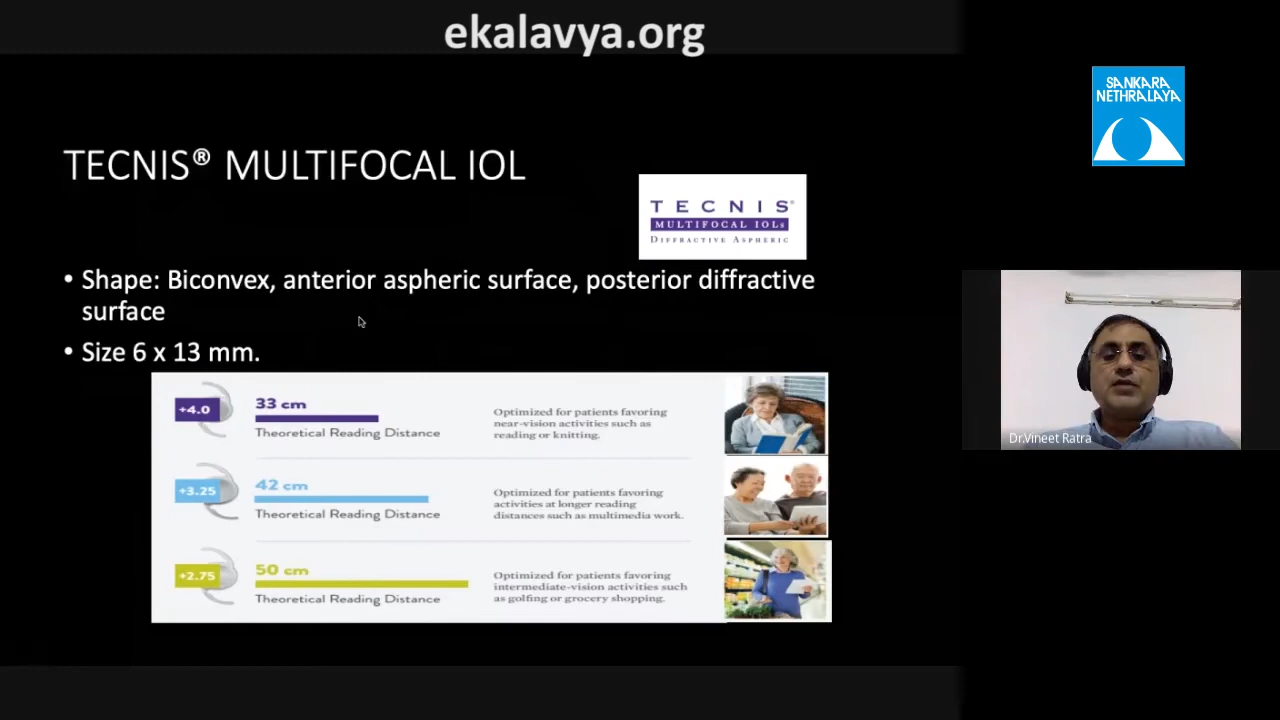 ekalavya.org
SANKARA
NETHRALAYA
TECNIS® MULTIFOCAL IOL
TECNIS®
MULTIFOCAL IOLs
DIFFRACTIVE ASPHERIC
• Shape: Biconvex, anterior aspheric surface, posterior diffractive
surface
• Size 6 x 13 mm.
+4.0
33 cm
Theoretical Reading Distance
Optimized for patients favoring
near-vision activities such as
reading or knitting.
+3.25
42 cm
Theoretical Reading Distance
Optimized for patients favoring
activities at longer reading
distances such as multimedia work.
+2.75
50 cm
Theoretical Reading Distance
Optimized for patients favoring
intermediate-vision activities such
as golfing or grocery shopping.
Dr.Vineet Ratra